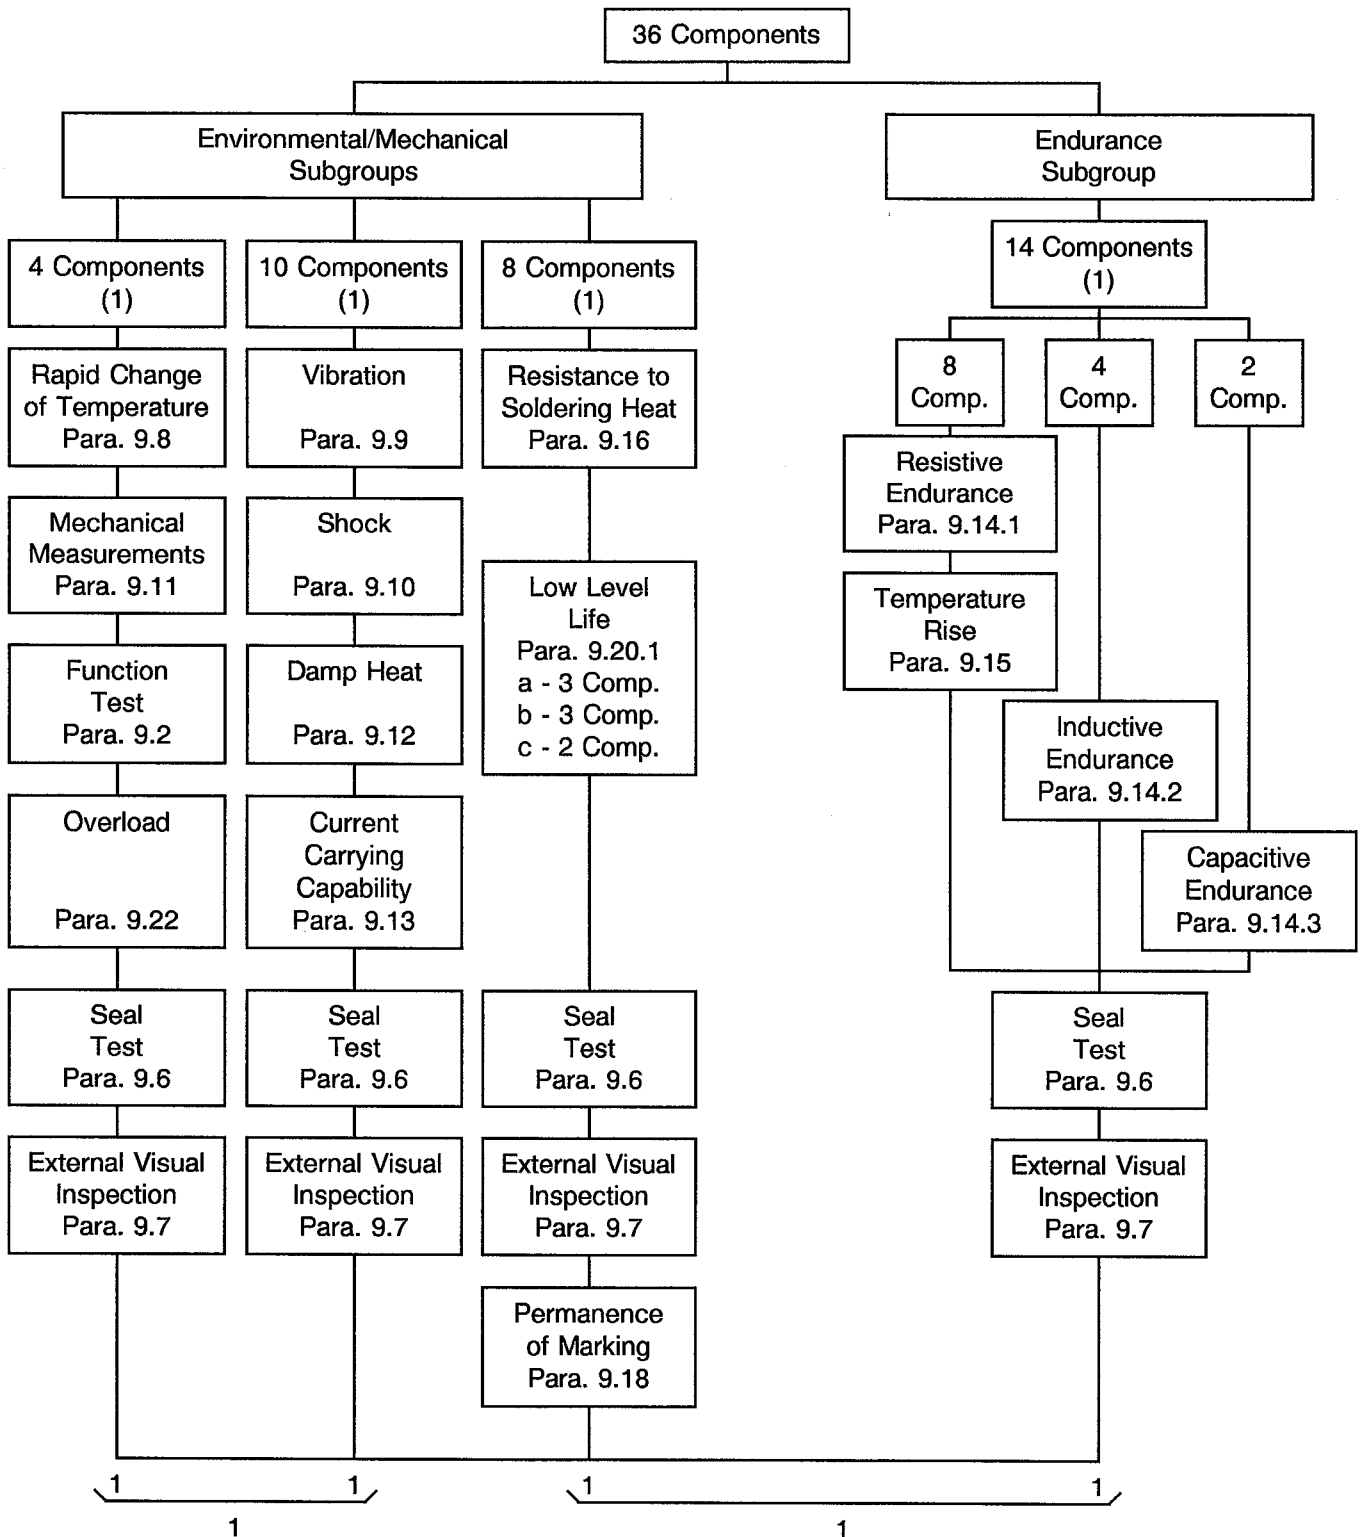 36 Components
Environmental/Mechanical
Subgroups
Endurance
Subgroup
4 Components
(1)
10 Components
(1)
8 Components
(1)
14 Components
(1)
8
Comp.
4
Comp.
2
Comp.
Rapid Change
of Temperature
Para. 9.8
Vibration
Para. 9.9
Resistance to
Soldering Heat
Para. 9.16
Resistive
Endurance
Para. 9.14.1
Mechanical
Measurements
Para. 9.11
Shock
Para. 9.10
Low Level
Life
Para. 9.20.1
a - 3 Comp.
b - 3 Comp.
c - 2 Comp.
Temperature
Rise
Para. 9.15
Function
Test
Para. 9.2
Damp Heat
Para. 9.12
Inductive
Endurance
Para. 9.14.2
Overload
Para. 9.22
Current
Carrying
Capability
Para. 9.13
Capacitive
Endurance
Para. 9.14.3
Seal
Test
Para. 9.6
Seal
Test
Para. 9.6
Seal
Test
Para. 9.6
Seal
Test
Para. 9.6
External Visual
Inspection
Para. 9.7
External Visual
Inspection
Para. 9.7
External Visual
Inspection
Para. 9.7
External Visual
Inspection
Para. 9.7
Permanence
of Marking
Para. 9.18
1 1 1 1
1 1